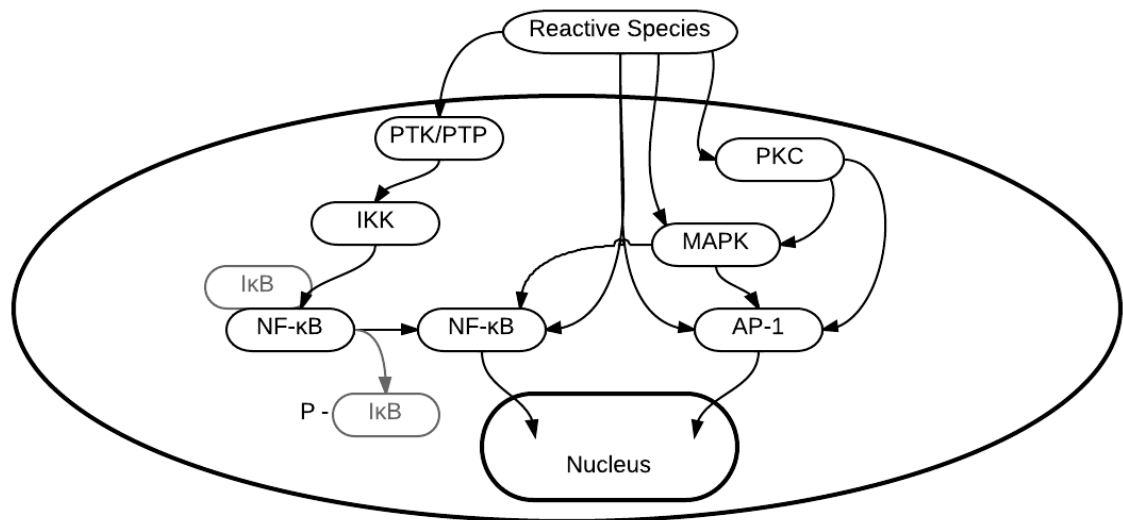 Reactive Species
PTK/PTP
PKC
IKK
MAPK
IκB
NF-κB
NF-κB
AP-1
P - IκB
Nucleus